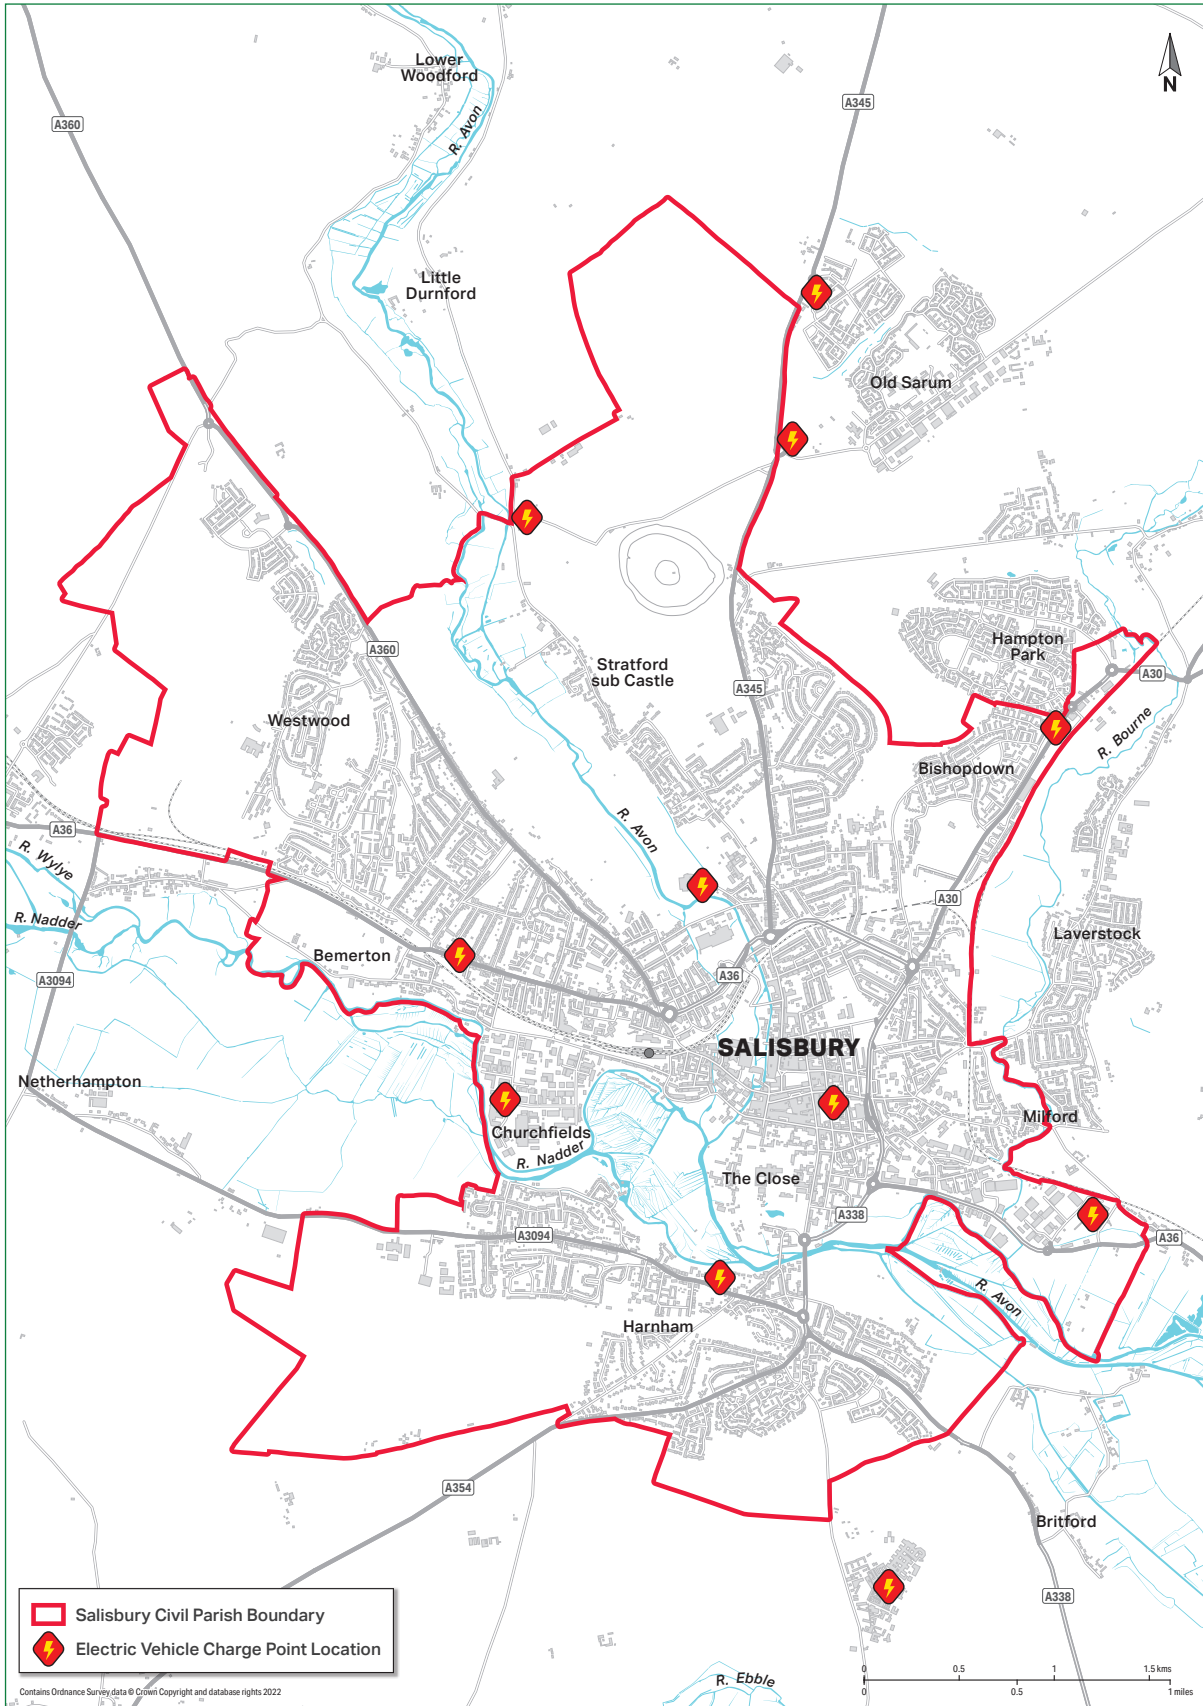 Lower
Woodford
N
A345
A360
R. Avon
Little
Durnford
Old Sarum
Hampton
Park
A360
Stratford
sub Castle
A30
A345
Westwood
R. Bourne
Bishopdown
R. Avon
A36
R. Wylye
A30
R. Nadder
Laverstock
Bemerton
A36
A3094
SALISBURY
Netherhampton
Milford
Churchfields
R. Nadder
The Close
A338
A3094
A36
R. Avon
Harnham
A354
Britford
A338
Salisbury Civil Parish Boundary
Electric Vehicle Charge Point Location
R. Ebble
0 0.5 1 1.5 kms
0 0.5 1 miles
Contains Ordnance Survey data © Crown Copyright and database rights 2022